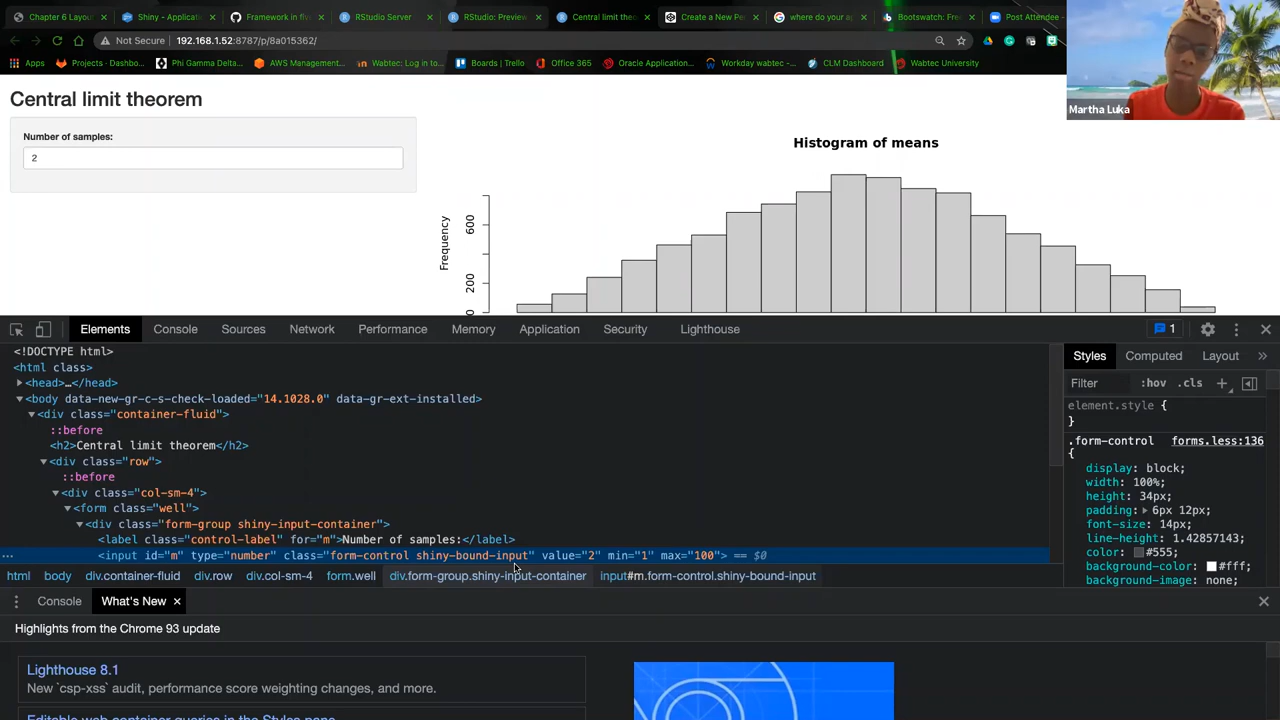 Chapter 6 Layou
Shiny - Applicati
Framework in fiv
RStudio Server
RStudio: Preview
Central limit theo
Create a New Pe
where do your a
Bootswatch: Fre
Post Attendee -
Not Secure 192.168.1.52:8787/p/8a015362/
Apps
Projects · Dashbo...
Phi Gamma Delta...
AWS Management...
Wabtec: Log in to...
Boards | Trello
Office 365
Oracle Application...
Workday wabtec -...
CLM Dashboard
Wabtec University
Martha Luka
Central limit theorem
Number of samples:
2
Histogram of means
Frequency
600
200
0
Elements
Console
Sources
Network
Performance
Memory
Application
Security
Lighthouse
1
<!DOCTYPE html>
<html class>
<head>…</head>
<body data-new-gr-c-s-check-loaded="14.1028.0" data-gr-ext-installed>
<div class="container-fluid">
::before
<h2>Central limit theorem</h2>
<div class="row">
::before
<div class="col-sm-4">
<form class="well">
<div class="form-group shiny-input-container">
<label class="control-label" for="m">Number of samples:</label>
<input id="m" type="number" class="form-control shiny-bound-input" value="2" min="1" max="100"> == $0
html body div.container-fluid div.row div.col-sm-4 form.well div.form-group.shiny-input-container input#m.form-control.shiny-bound-input
Styles
Computed
Layout
Filter
:hov .cls
element.style {
}
.form-control forms.less:136
{
display: block;
width: 100%;
height: 34px;
padding: 6px 12px;
font-size: 14px;
line-height: 1.42857143;
color: #555;
background-color: #fff;
background-image: none;
Console
What's New
Highlights from the Chrome 93 update
Lighthouse 8.1
New `csp-xss` audit, performance score weighting changes, and more.
Editable web container queries in the Styles pane